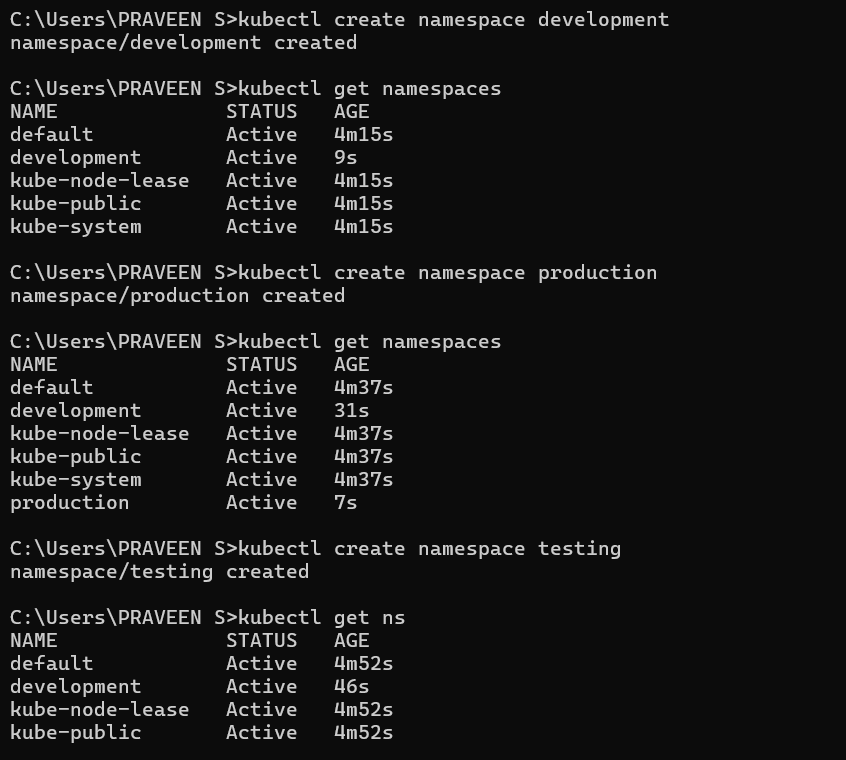 C:\Users\PRAVEEN S>kubectl create namespace development
namespace/development created
C:\Users\PRAVEEN S>kubectl get namespaces
NAME STATUS AGE
default Active 4m15s
development Active 9s
kube-node-lease Active 4m15s
kube-public Active 4m15s
kube-system Active 4m15s
C:\Users\PRAVEEN S>kubectl create namespace production
namespace/production created
C:\Users\PRAVEEN S>kubectl get namespaces
NAME STATUS AGE
default Active 4m37s
development Active 31s
kube-node-lease Active 4m37s
kube-public Active 4m37s
kube-system Active 4m37s
production Active 7s
C:\Users\PRAVEEN S>kubectl create namespace testing
namespace/testing created
C:\Users\PRAVEEN S>kubectl get ns
NAME STATUS AGE
default Active 4m52s
development Active 46s
kube-node-lease Active 4m52s
kube-public Active 4m52s